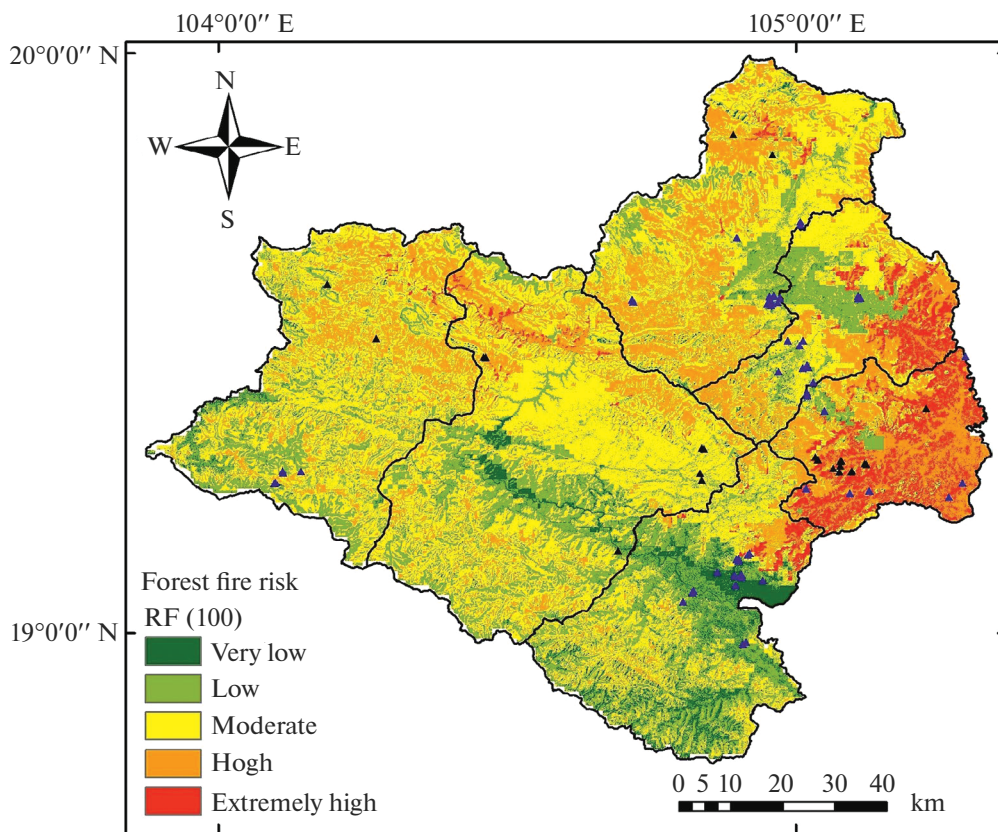 104°0′0″ E 105°0′0″ E
20°0′0″ N
N
W E
S
Forest fire risk
RF (100)
19°0′0″ N
Very low
Low
Moderate
Hogh
Extremely high
0 5 10 20 30 40
km